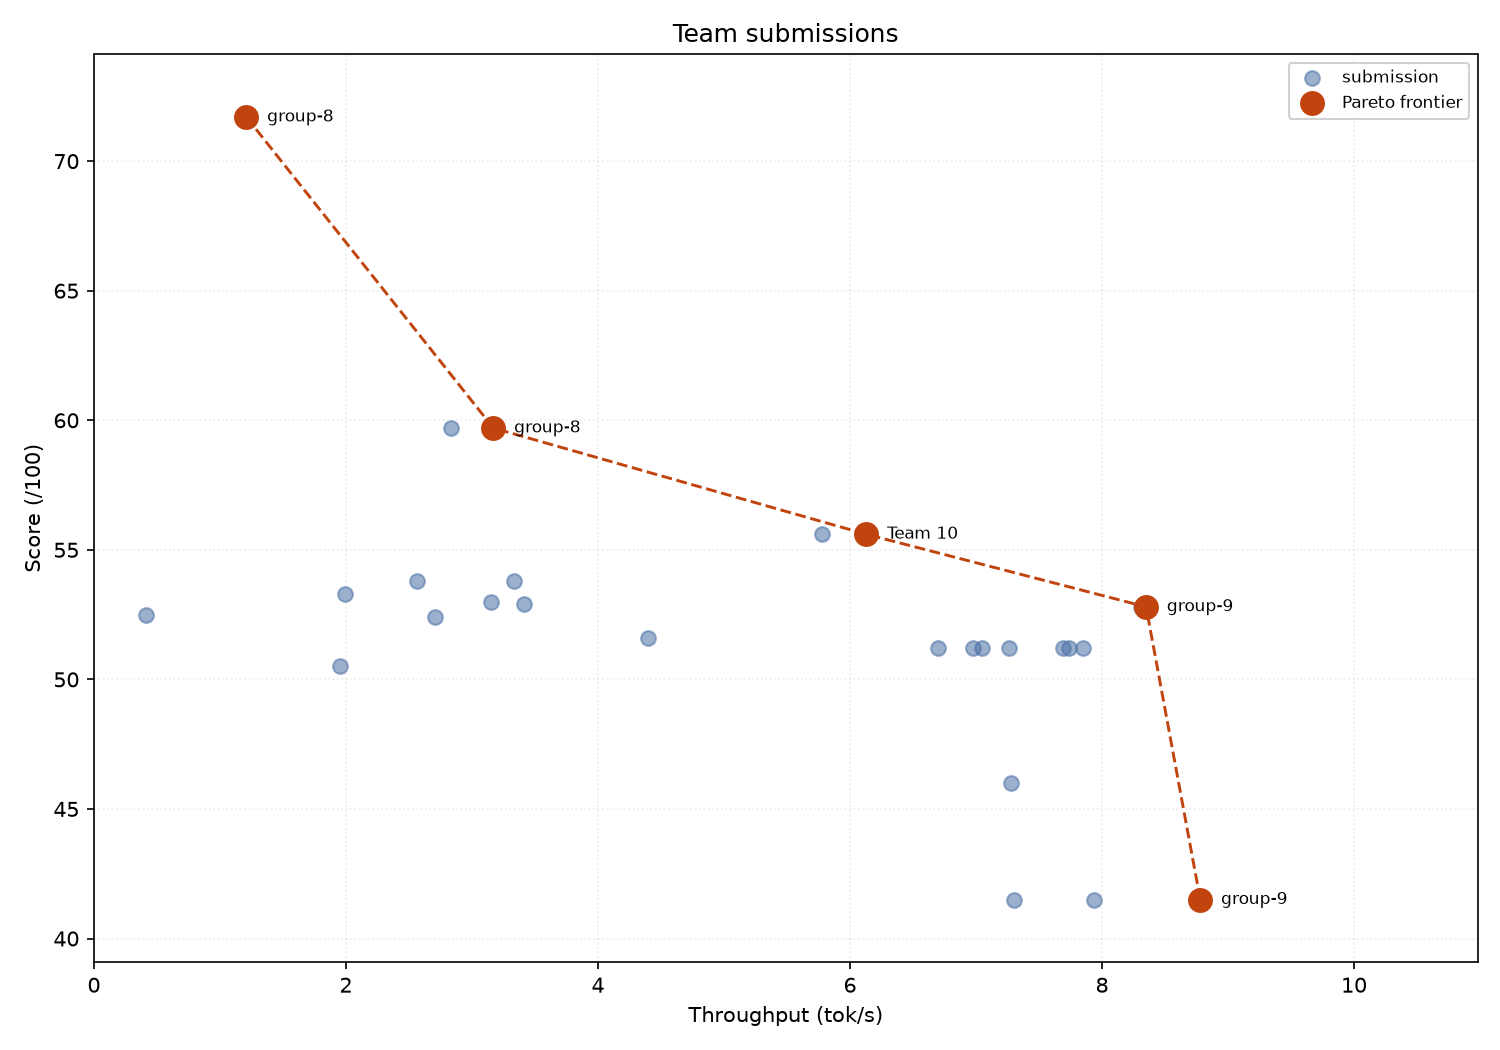 Team submissions
submission
Pareto frontier
group-8
group-8
Team 10
group-9
group-9
70
65
60
55
50
45
40
Score (/100)
0 2 4 6 8 10
Throughput (tok/s)